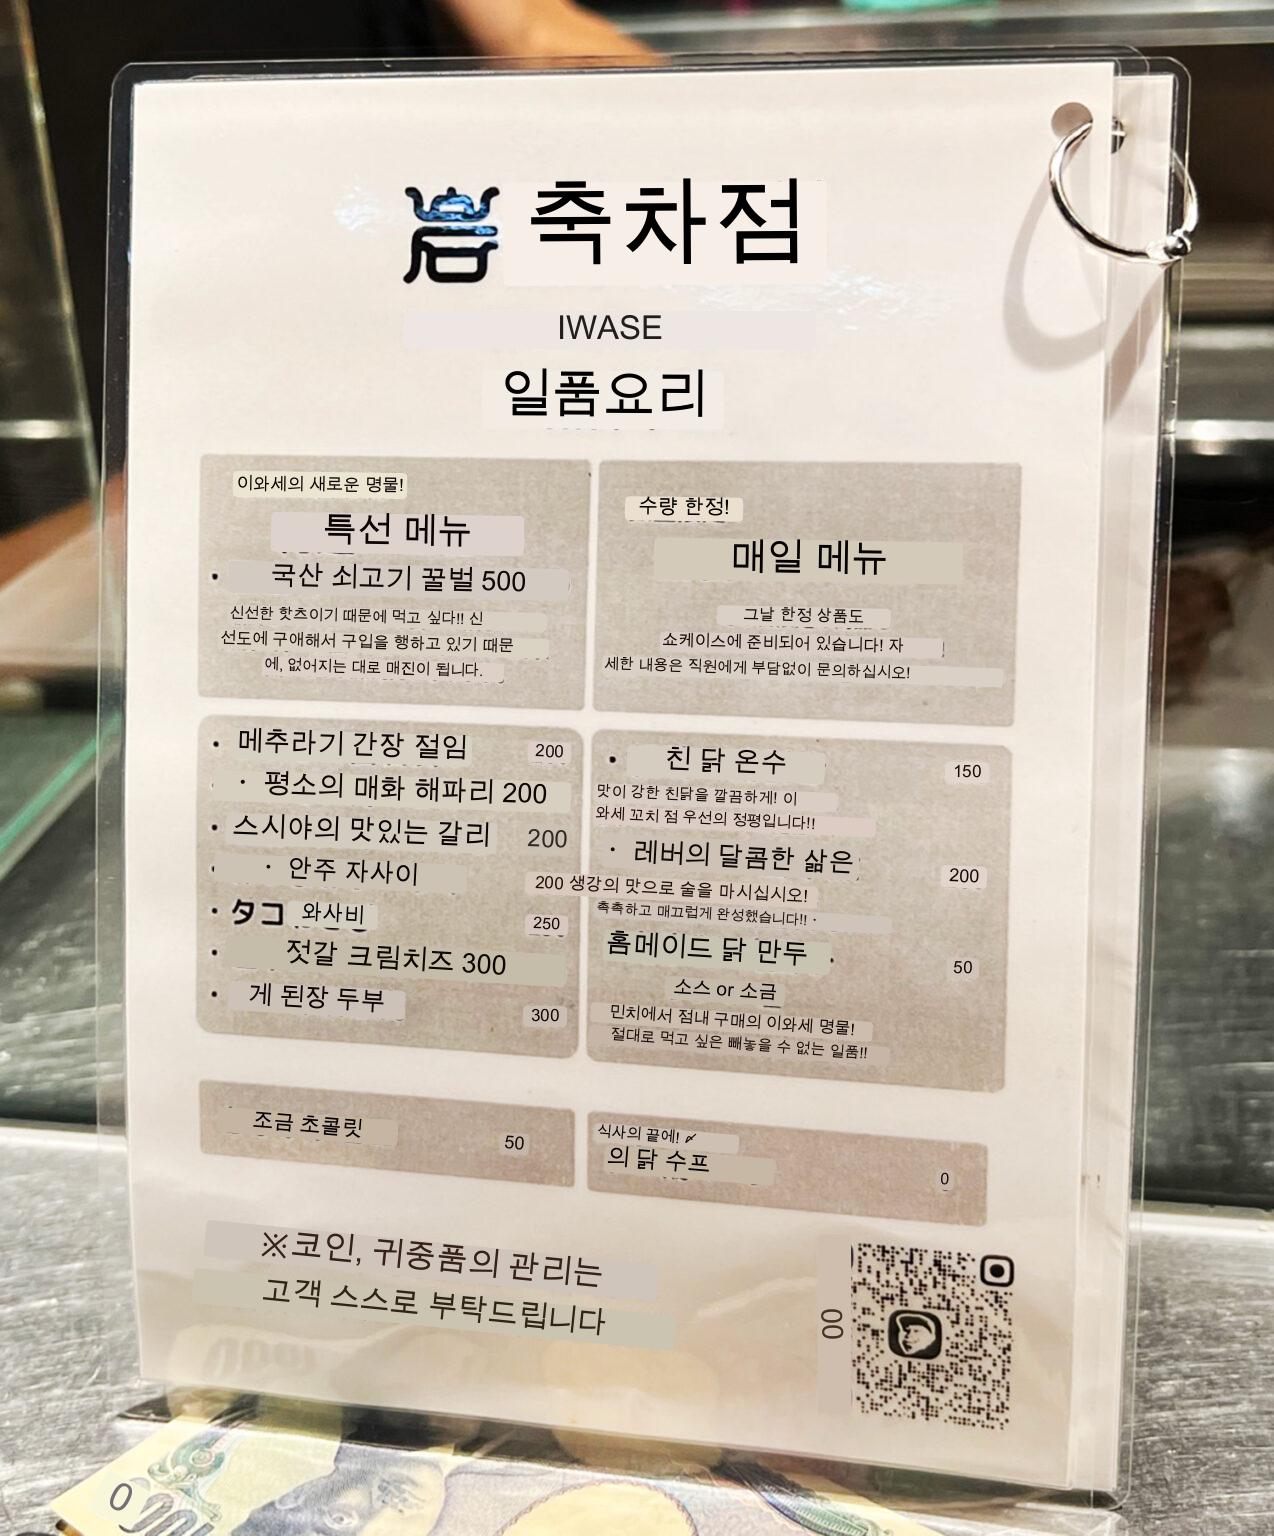 岩 축차점
IWASE
일품요리
이와세의 새로운 명물!
특선 메뉴
· 국산 쇠고기 꿀벌 500
신선한 핫츠이기 때문에 먹고 싶다!! 신
선도에 구애해서 구입을 행하고 있기 때문
에, 없어지는 대로 매진이 됩니다.
수량 한정!
매일 메뉴
그날 한정 상품도
쇼케이스에 준비되어 있습니다! 자
세한 내용은 직원에게 부담없이 문의하십시오!
· 메추라기 간장 절임 200
· 평소의 매화 해파리 200
· 스시야의 맛있는 갈리 200
· 안주 자사이
· タコ 와사비 250
· 젓갈 크림치즈 300
· 게 된장 두부 300
· 친 닭 온수 150
맛이 강한 친닭을 깔끔하게! 이
와세 꼬치 점 우선의 정평입니다!!
· 레버의 달콤한 삶은 200
200 생강의 맛으로 술을 마시십시오!
촉촉하고 매끄럽게 완성했습니다!! ·
홈메이드 닭 만두 50
소스 or 소금
민치에서 점내 구매의 이와세 명물!
절대로 먹고 싶은 빼놓을 수 없는 일품!!
조금 초콜릿 50
식사의 끝에! 〆
의 닭 수프 0
※코인, 귀중품의 관리는
고객 스스로 부탁드립니다
00
0